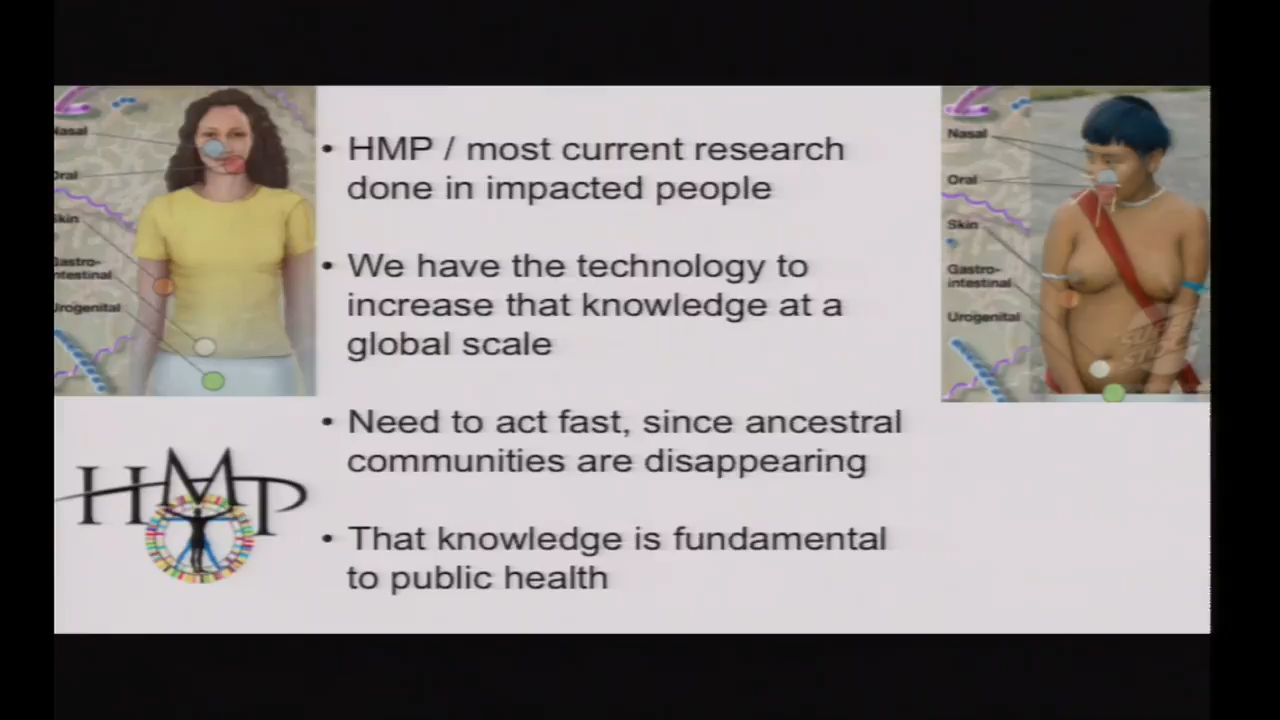 Nasal
Oral
Skin
Gastro-
intestinal
Urogenital
HMP
• HMP / most current research
done in impacted people
• We have the technology to
increase that knowledge at a
global scale
• Need to act fast, since ancestral
communities are disappearing
• That knowledge is fundamental
to public health
Nasal
Oral
Skin
Gastro-
intestinal
Urogenital